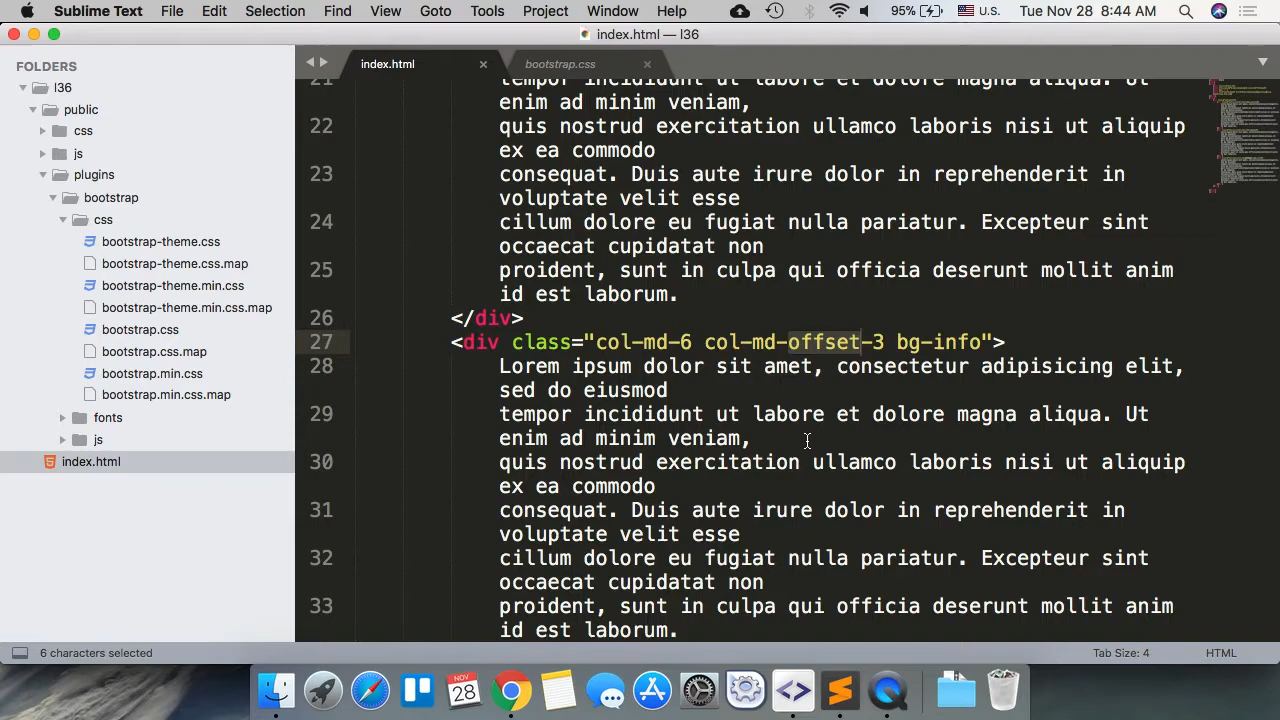 Sublime Text File Edit Selection Find View Goto Tools Project Window Help 95% U.S. Tue Nov 28 8:44 AM
index.html — l36
FOLDERS
l36
public
css
js
plugins
bootstrap
css
bootstrap-theme.css
bootstrap-theme.css.map
bootstrap-theme.min.css
bootstrap-theme.min.css.map
bootstrap.css
bootstrap.css.map
bootstrap.min.css
bootstrap.min.css.map
fonts
js
index.html
index.html bootstrap.css
21 tempor incididunt ut labore et dolore magna aliqua. Ut
enim ad minim veniam,
22 quis nostrud exercitation ullamco laboris nisi ut aliquip
ex ea commodo
23 consequat. Duis aute irure dolor in reprehenderit in
voluptate velit esse
24 cillum dolore eu fugiat nulla pariatur. Excepteur sint
occaecat cupidatat non
25 proident, sunt in culpa qui officia deserunt mollit anim
id est laborum.
26 </div>
27 <div class="col-md-6 col-md-offset-3 bg-info">
28 Lorem ipsum dolor sit amet, consectetur adipisicing elit,
sed do eiusmod
29 tempor incididunt ut labore et dolore magna aliqua. Ut
enim ad minim veniam,
30 quis nostrud exercitation ullamco laboris nisi ut aliquip
ex ea commodo
31 consequat. Duis aute irure dolor in reprehenderit in
voluptate velit esse
32 cillum dolore eu fugiat nulla pariatur. Excepteur sint
occaecat cupidatat non
33 proident, sunt in culpa qui officia deserunt mollit anim
id est laborum.
6 characters selected Tab Size: 4 HTML
NOV
28